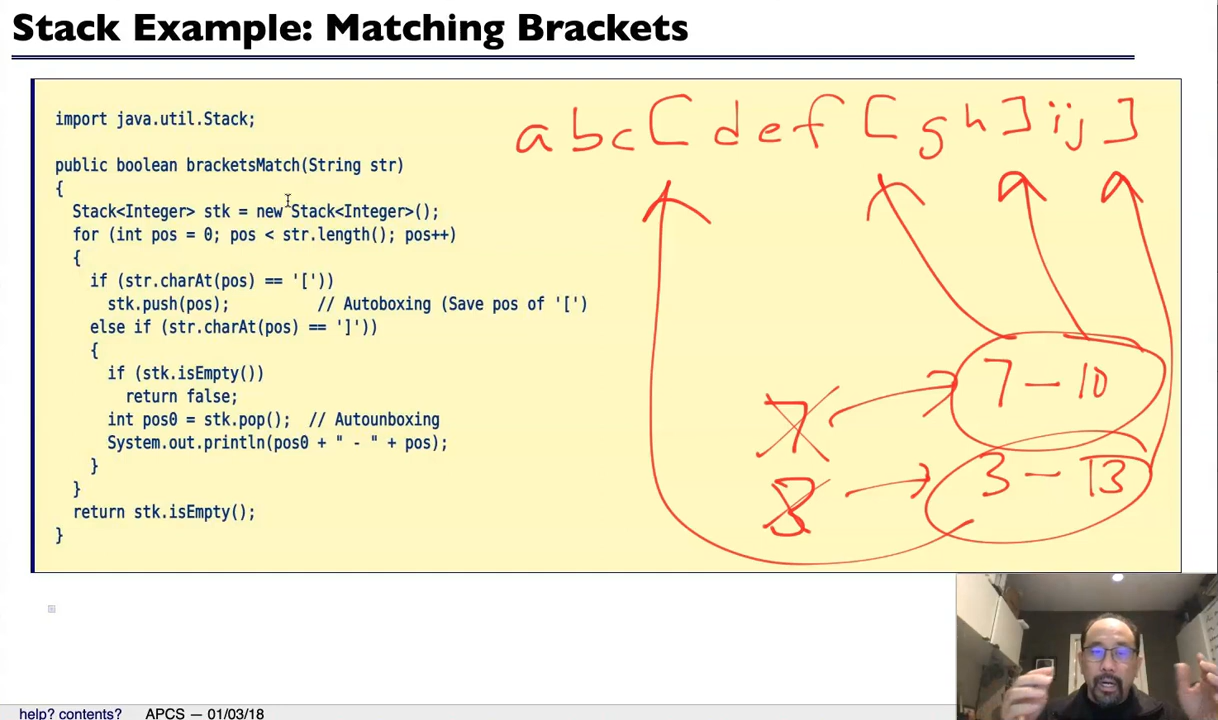 Stack Example: Matching Brackets
import java.util.Stack;
public boolean bracketsMatch(String str)
{
Stack<Integer> stk = new Stack<Integer>();
for (int pos = 0; pos < str.length(); pos++)
{
if (str.charAt(pos) == '['))
stk.push(pos); // Autoboxing (Save pos of '[')
else if (str.charAt(pos) == ']'))
{
if (stk.isEmpty())
return false;
int pos0 = stk.pop(); // Autounboxing
System.out.println(pos0 + " - " + pos);
}
}
return stk.isEmpty();
}
abc[def[gh]ij]
7 7 – 10
3 3 – 13
help? contents? APCS — 01/03/18